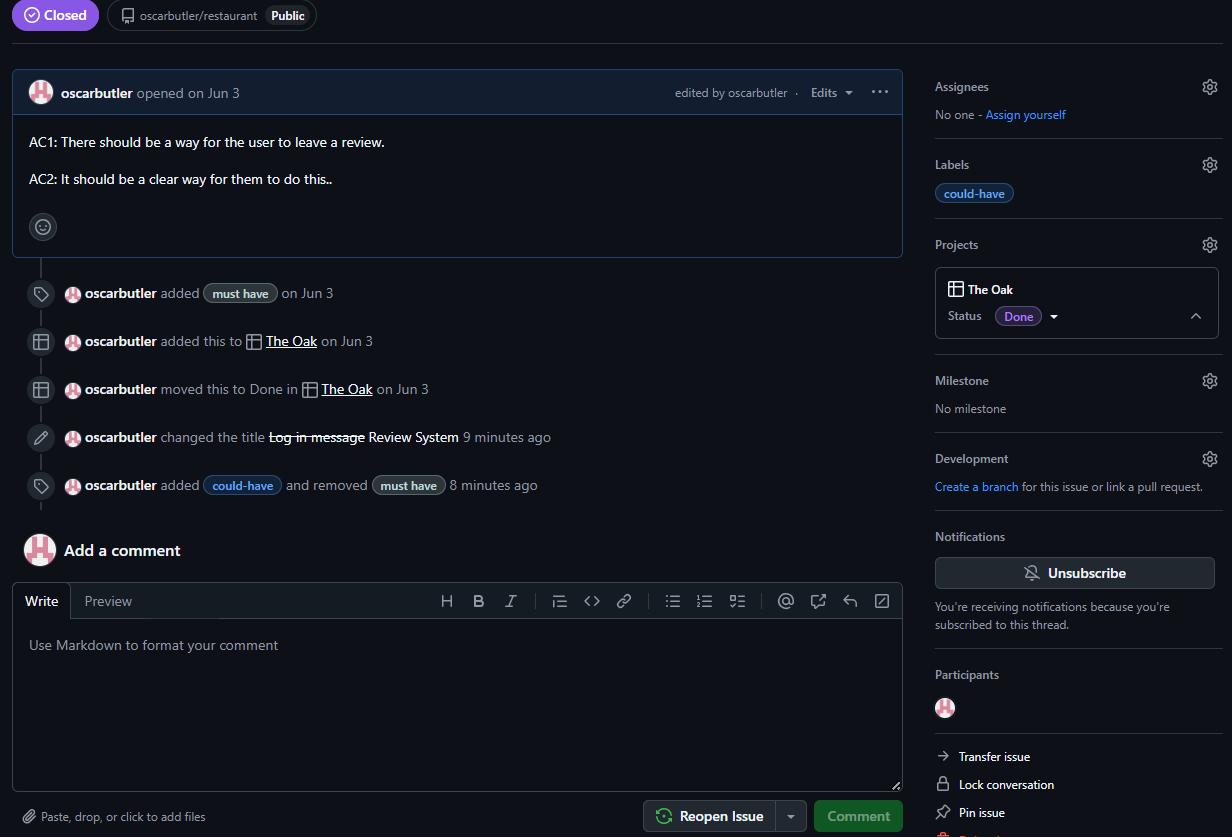 Closed
oscarbutler/restaurant Public
oscarbutler opened on Jun 3
edited by oscarbutler · Edits
AC1: There should be a way for the user to leave a review.
AC2: It should be a clear way for them to do this..
oscarbutler added must have on Jun 3
oscarbutler added this to The Oak on Jun 3
oscarbutler moved this to Done in The Oak on Jun 3
oscarbutler changed the title Log in message Review System 9 minutes ago
oscarbutler added could-have and removed must have 8 minutes ago
Add a comment
Write Preview
Use Markdown to format your comment
Paste, drop, or click to add files
Reopen Issue
Comment
Assignees
No one - Assign yourself
Labels
could-have
Projects
The Oak
Status Done
Milestone
No milestone
Development
Create a branch for this issue or link a pull request.
Notifications
Unsubscribe
You're receiving notifications because you're
subscribed to this thread.
Participants
Transfer issue
Lock conversation
Pin issue